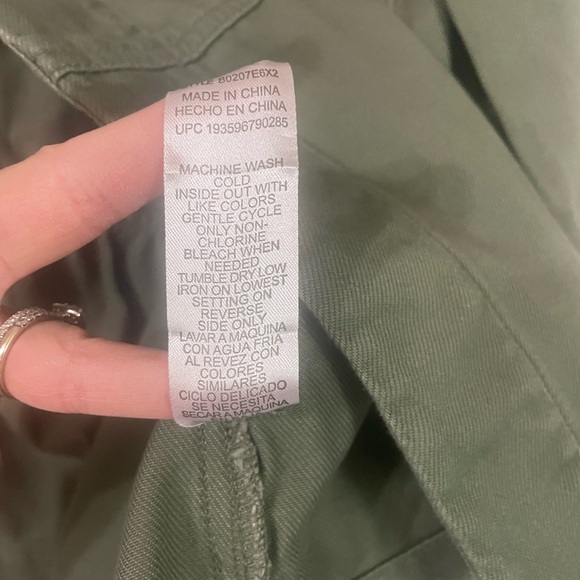 STYLE B0207E6X2
MADE IN CHINA
HECHO EN CHINA
UPC 193596790285
MACHINE WASH
COLD
INSIDE OUT WITH
LIKE COLORS
GENTLE CYCLE
ONLY NON-
CHLORINE
BLEACH WHEN
NEEDED
TUMBLE DRY LOW
IRON ON LOWEST
SETTING ON
REVERSE
SIDE ONLY
LAVAR A MAQUINA
CON AGUA FRIA
AL REVEZ CON
COLORES
SIMILARES
CICLO DELICADO
SE NECESITA
SECAR A MAQUINA